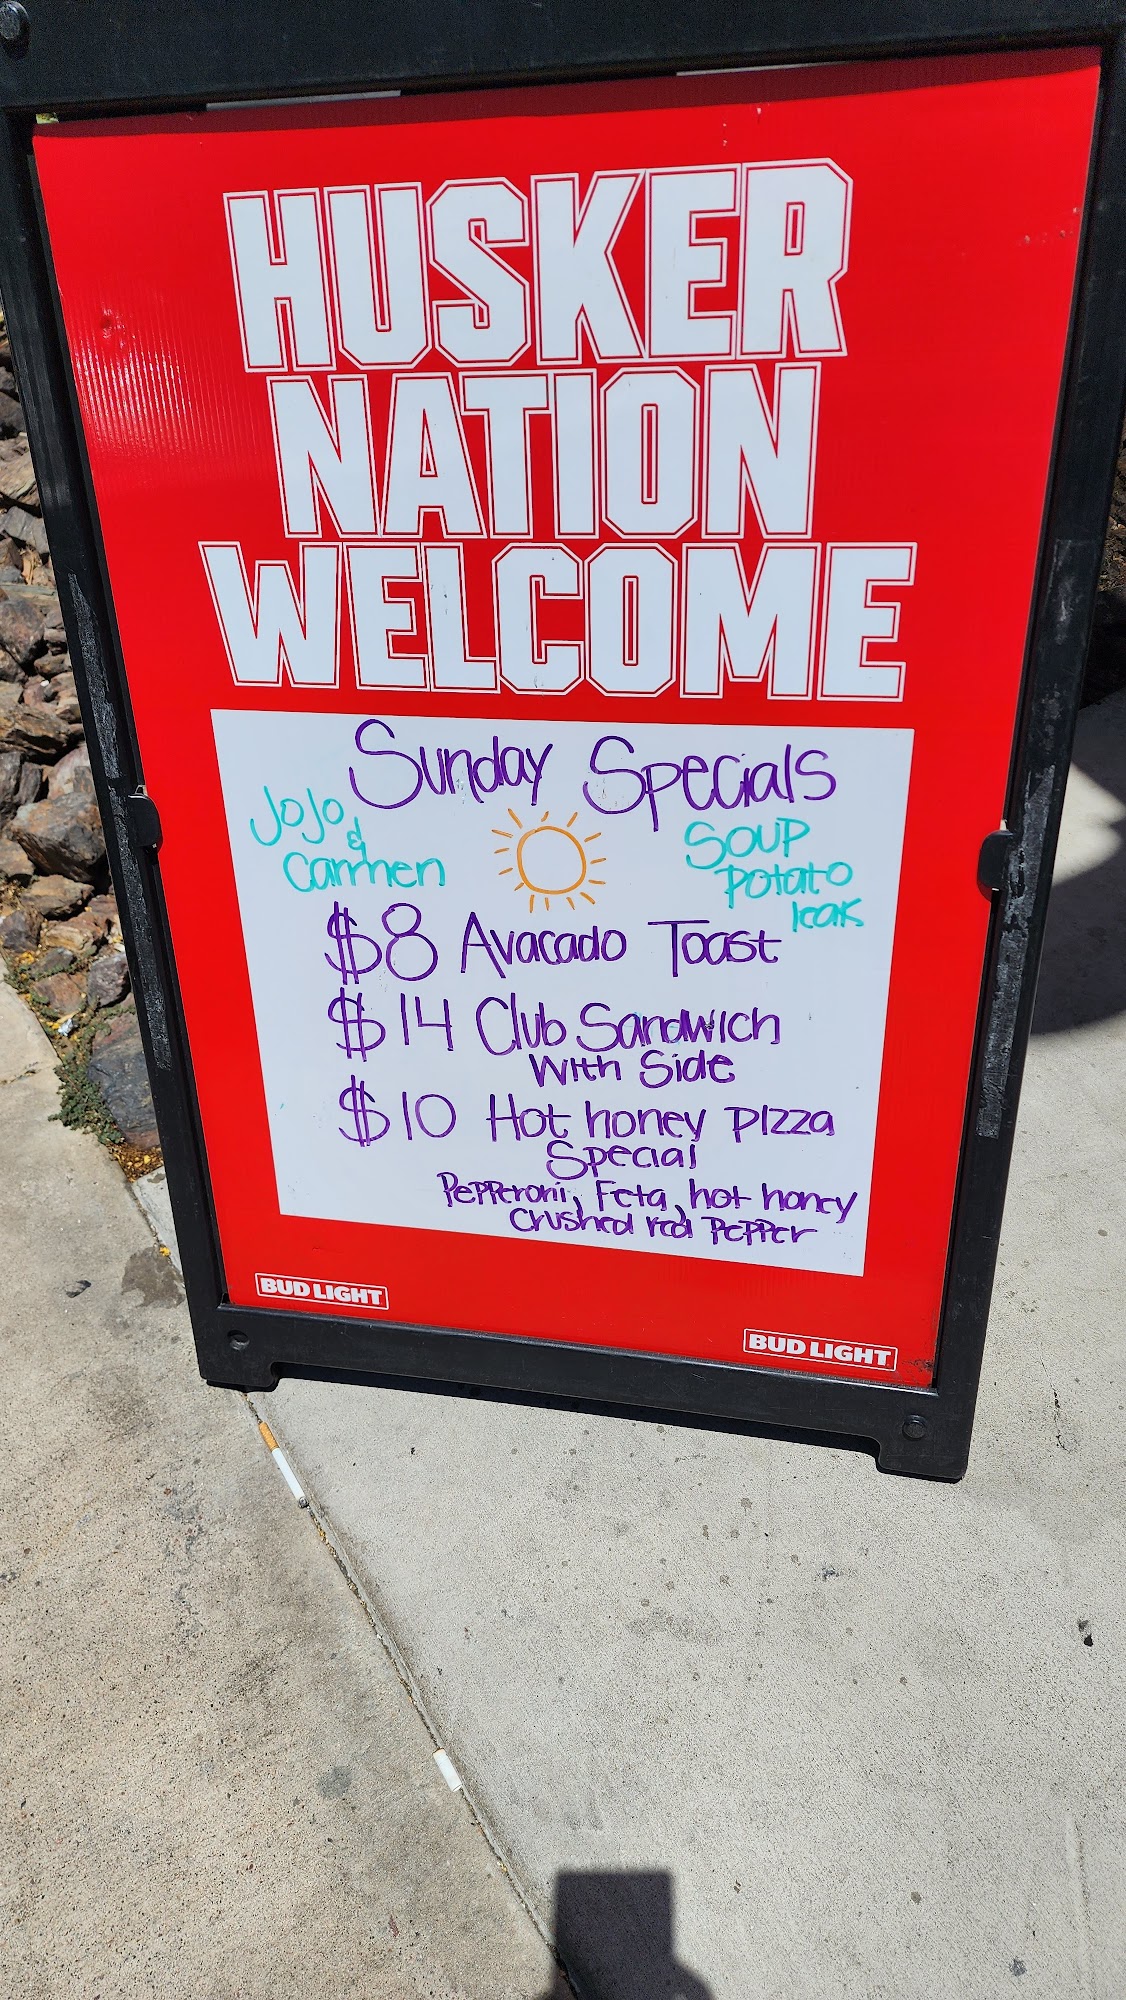 HUSKER
NATION
WELCOME
Sunday Specials
JoJo
&
Carmen
Soup
Potato
leak
$8 Avacado Toast
$14 Club Sandwich
With Side
$10 Hot honey pizza
Special
Pepperoni, Feta, hot honey
crushed red Pepper
BUD LIGHT
BUD LIGHT